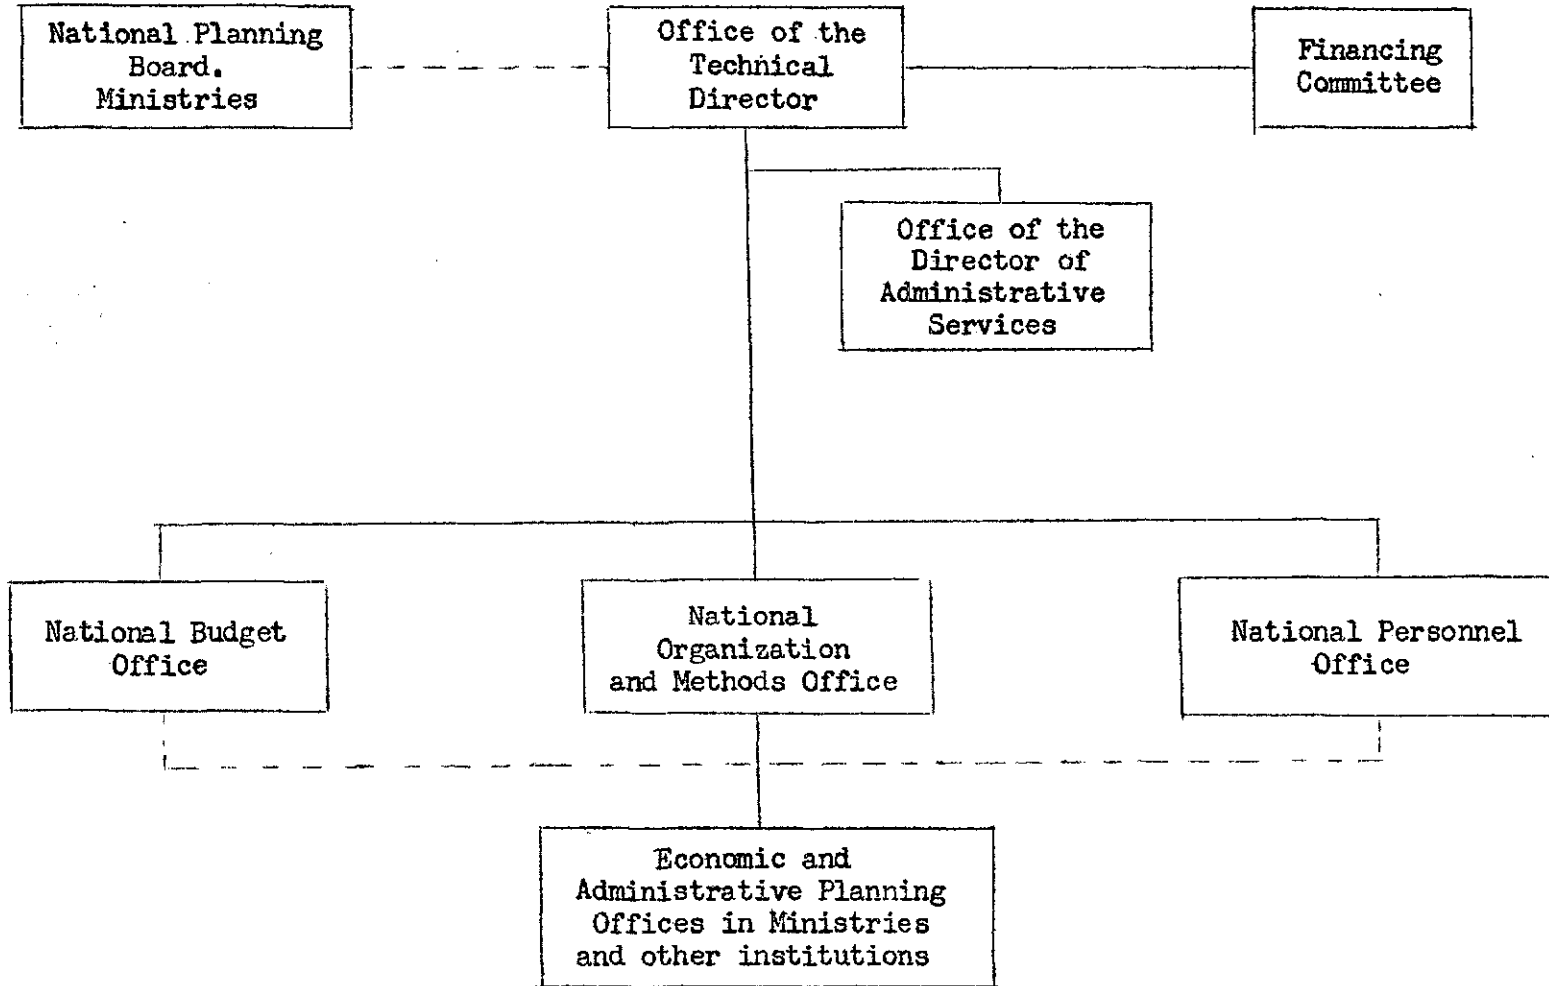 National Planning
Board.
Ministries
Office of the
Technical
Director
Financing
Committee
Office of the
Director of
Administrative
Services
National Budget
Office
National
Organization
and Methods Office
National Personnel
Office
Economic and
Administrative Planning
Offices in Ministries
and other institutions